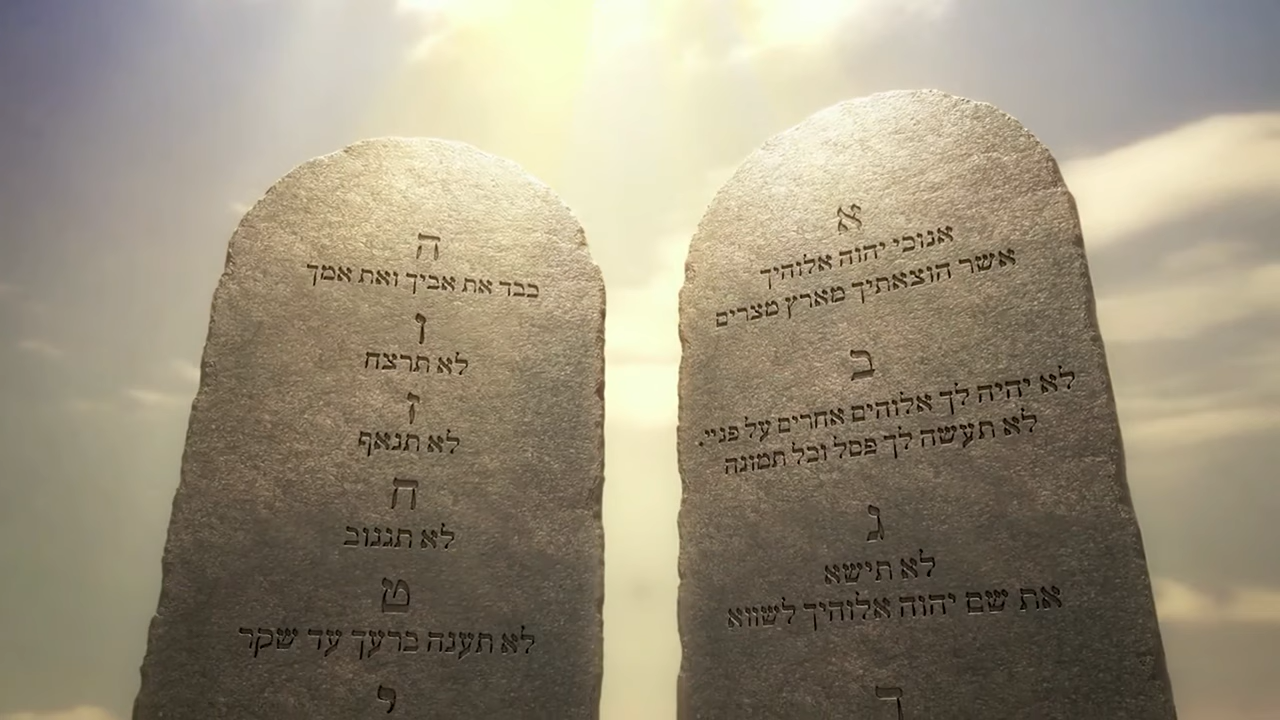 א
אנוכי יהוה אלוהיך
אשר הוצאתיך מארץ מצרים
ב
לא יהיה לך אלוהים אחרים על פניי.
לא תעשה לך פסל וכל תמונה
ג
לא תישא
את שם יהוה אלוהיך לשווא
ד
ה
כבד את אביך ואת אמך
ו
לא תרצח
ז
לא תנאף
ח
לא תגנוב
ט
לא תענה ברעך עד שקר
י